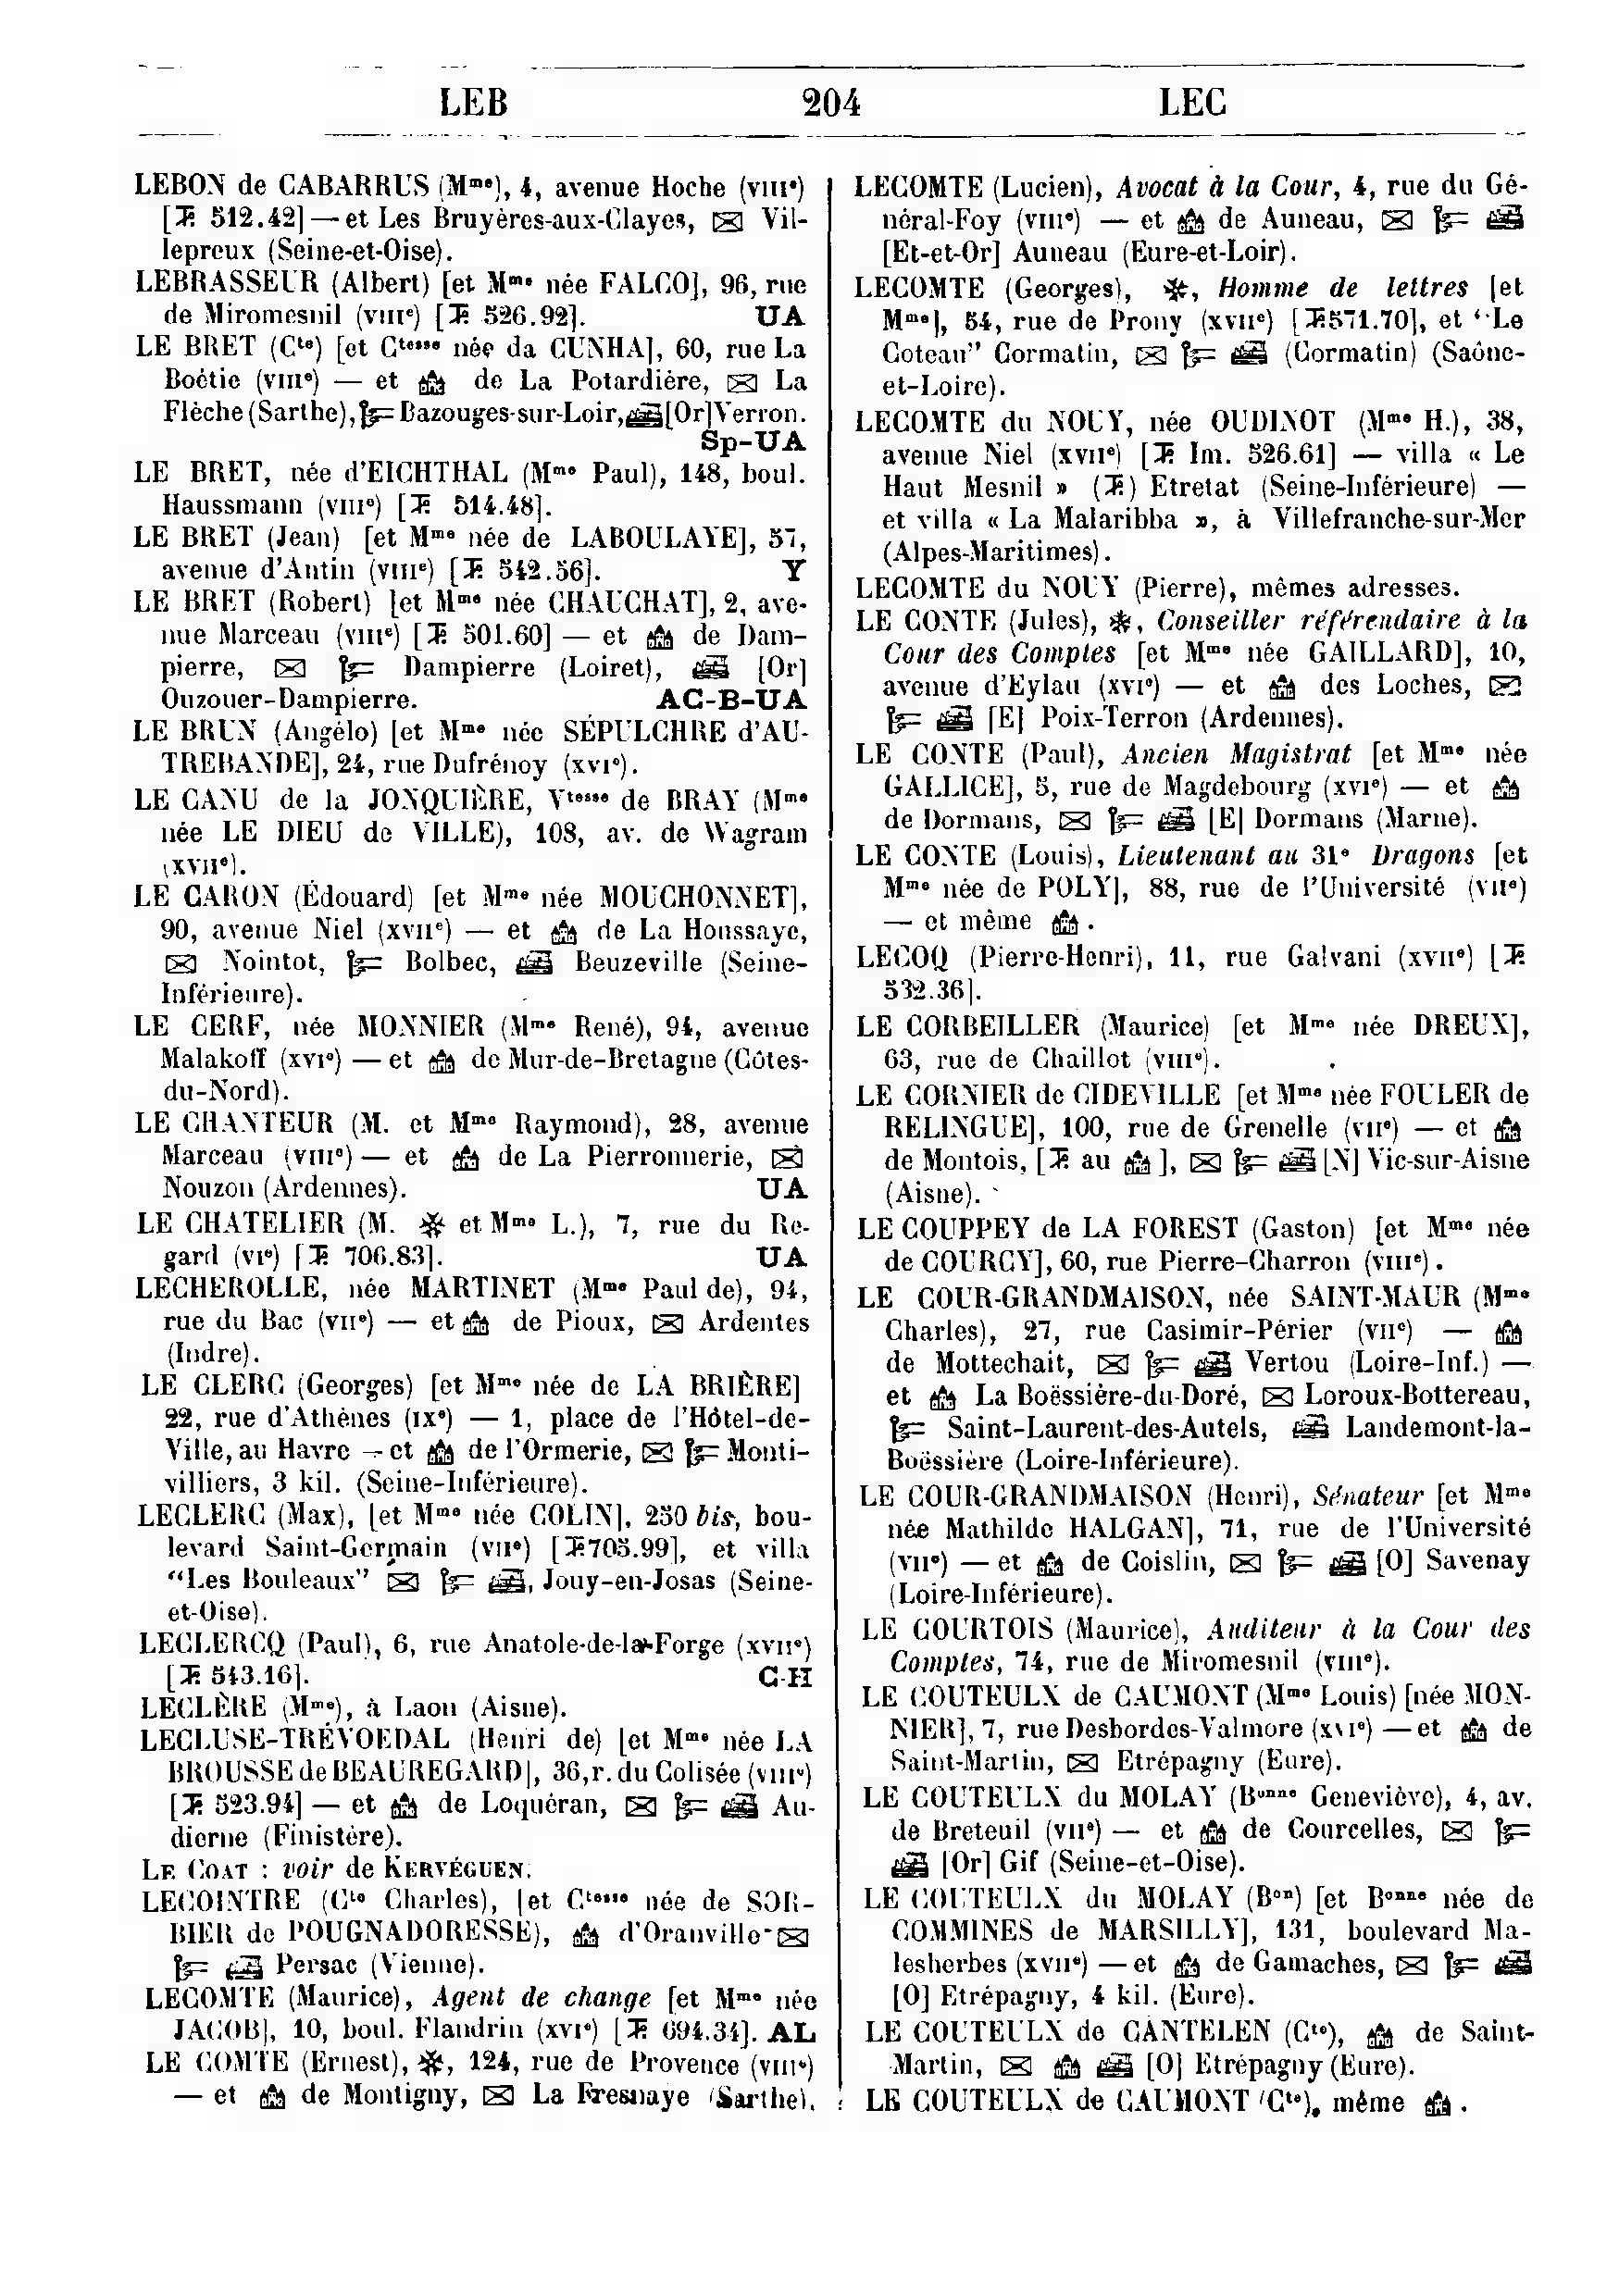 LEB 204 LEC
LEBON de CABARRUS (Mme), 4, avenue Hoche (VIIIe)
[T. 512.42] — et Les Bruyères-aux-Clayes, ✉ Vil-
lepreux (Seine-et-Oise).
LEBRASSEUR (Albert) [et Mme née FALCO], 96, rue
de Miromesnil (VIIIe) [T. 526.92]. UA
LE BRET (Cte) [et Ctesse née da CUNHA], 60, rue La
Boétie (VIIIe) — et de La Potardière, ✉ La
Flèche (Sarthe), Bazouges-sur-Loir, [Or] Verron.
Sp-UA
LE BRET, née d'EICHTHAL (Mme Paul), 148, boul.
Haussmann (VIIIe) [T. 514.48].
LE BRET (Jean) [et Mme née de LABOULAYE], 57,
avenue d'Antin (VIIIe) [T. 542.56]. Y
LE BRET (Robert) [et Mme née CHAUCHAT], 2, ave-
nue Marceau (VIIIe) [T. 501.60] — et de Dam-
pierre, ✉ Dampierre (Loiret), [Or]
Ouzouer-Dampierre. AC-B-UA
LE BRUN (Angélo) [et Mme née SÉPULCHRE d'AU-
TREBANDE], 24, rue Dufrénoy (XVIe).
LE CANU de la JONQUIÈRE, Vtesse de BRAY (Mme
née LE DIEU de VILLE), 108, av. de Wagram
(XVIIe).
LE CARON (Édouard) [et Mme née MOUCHONNET],
90, avenue Niel (XVIIe) — et de La Houssaye,
✉ Nointot, Bolbec, Beuzeville (Seine-
Inférieure).
LE CERF, née MONNIER (Mme René), 94, avenue
Malakoff (XVIe) — et de Mur-de-Bretagne (Côtes-
du-Nord).
LE CHANTEUR (M. et Mme Raymond), 28, avenue
Marceau (VIIIe) — et de La Pierronnerie, ✉
Nouzon (Ardennes). UA
LE CHATELIER (M. ✻ et Mme L.), 7, rue du Re-
gard (VIe) [T. 706.83]. UA
LECHEROLLE, née MARTINET (Mme Paul de), 94,
rue du Bac (VIIe) — et de Pioux, ✉ Ardentes
(Indre).
LE CLERC (Georges) [et Mme née de LA BRIÈRE]
22, rue d'Athènes (IXe) — 1, place de l'Hôtel-de-
Ville, au Havre — et de l'Ormerie, ✉ Monti-
villiers, 3 kil. (Seine-Inférieure).
LECLERC (Max), [et Mme née COLIN], 250 bis, bou-
levard Saint-Germain (VIIe) [T. 705.99], et villa
“Les Bouleaux” ✉ , Jouy-en-Josas (Seine-
et-Oise).
LECLERCQ (Paul), 6, rue Anatole-de-la-Forge (XVIIe)
[T. 543.16]. C-H
LECLÈRE (Mme), à Laon (Aisne).
LECLUSE-TRÉVOEDAL (Henri de) [et Mme née LA
BROUSSE de BEAUREGARD], 36, r. du Colisée (VIIIe)
[T. 523.94] — et de Loquéran, ✉ Au-
dierne (Finistère).
LE COAT : voir de KERVÉGUEN.
LECOINTRE (Cte Charles), [et Ctesse née de SOR-
BIER de POUGNADORESSE), d'Oranville ✉
Persac (Vienne).
LECOMTE (Maurice), Agent de change [et Mme née
JACOB], 10, boul. Flandrin (XVIe) [T. 694.34]. AL
LE COMTE (Ernest), ✻, 124, rue de Provence (VIIIe)
— et de Montigny, ✉ La Fresnaye (Sarthe).
LECOMTE (Lucien), Avocat à la Cour, 4, rue du Gé-
néral-Foy (VIIIe) — et de Auneau, ✉
[Et-et-Or] Auneau (Eure-et-Loir).
LECOMTE (Georges), ✻, Homme de lettres [et
Mme], 54, rue de Prony (XVIIe) [T. 571.70], et “Le
Coteau” Cormatin, ✉ (Cormatin) (Saône-
et-Loire).
LECOMTE du NOUY, née OUDINOT (Mme H.), 38,
avenue Niel (XVIIe) [T. Im. 526.61] — villa « Le
Haut Mesnil » (T.) Etretat (Seine-Inférieure) —
et villa « La Malaribba », à Villefranche-sur-Mer
(Alpes-Maritimes).
LECOMTE du NOUY (Pierre), mêmes adresses.
LE CONTE (Jules), ✻, Conseiller référendaire à la
Cour des Comptes [et Mme née GAILLARD], 10,
avenue d'Eylau (XVIe) — et des Loches, ✉
[E] Poix-Terron (Ardennes).
LE CONTE (Paul), Ancien Magistrat [et Mme née
GALLICE], 5, rue de Magdebourg (XVIe) — et
de Dormans, ✉ [E] Dormans (Marne).
LE CONTE (Louis), Lieutenant au 31e Dragons [et
Mme née de POLY], 88, rue de l'Université (VIIe)
— et même .
LECOQ (Pierre-Henri), 11, rue Galvani (XVIIe) [T.
532.36].
LE CORBEILLER (Maurice) [et Mme née DREUX],
63, rue de Chaillot (VIIIe).
LE CORNIER de CIDEVILLE [et Mme née FOULER de
RELINGUE], 100, rue de Grenelle (VIIe) — et
de Montois, [T. au ], ✉ [N] Vic-sur-Aisne
(Aisne).
LE COUPPEY de LA FOREST (Gaston) [et Mme née
de COURCY], 60, rue Pierre-Charron (VIIIe).
LE COUR-GRANDMAISON, née SAINT-MAUR (Mme
Charles), 27, rue Casimir-Périer (VIIe) —
de Mottechait, ✉ Vertou (Loire-Inf.) —
et La Boëssière-du-Doré, ✉ Loroux-Bottereau,
Saint-Laurent-des-Autels, Landemont-la-
Boëssière (Loire-Inférieure).
LE COUR-GRANDMAISON (Henri), Sénateur [et Mme
née Mathilde HALGAN], 71, rue de l'Université
(VIIe) — et de Coislin, ✉ [O] Savenay
(Loire-Inférieure).
LE COURTOIS (Maurice), Auditeur à la Cour des
Comptes, 74, rue de Miromesnil (VIIIe).
LE COUTEULX de CAUMONT (Mme Louis) [née MON-
NIER], 7, rue Desbordes-Valmore (XVIe) — et de
Saint-Martin, ✉ Etrépagny (Eure).
LE COUTEULX du MOLAY (Bonne Geneviève), 4, av.
de Breteuil (VIIe) — et de Courcelles, ✉
[Or] Gif (Seine-et-Oise).
LE COUTEULX du MOLAY (Bon) [et Bonne née de
COMMINES de MARSILLY], 131, boulevard Ma-
lesherbes (XVIIe) — et de Gamaches, ✉
[O] Etrépagny, 4 kil. (Eure).
LE COUTEULX de CANTELEN (Cte), de Saint-
Martin, ✉ [O] Etrépagny (Eure).
LE COUTEULX de CAUMONT (Cte), même .